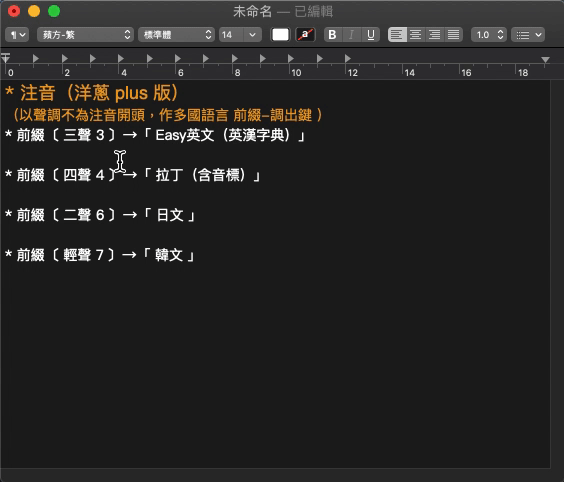 未命名 — 已編輯
¶ 蘋方-繁 標準體 14 a B I U 1.0
0 2 4 6 8 10 12 14 16 18
* 注音（洋蔥 plus 版）
（以聲調不為注音開頭，作多國語言 前綴-調出鍵 ）
* 前綴〔 三聲 3 〕→「 Easy英文（英漢字典）」
* 前綴〔 四聲 4 〕→「 拉丁（含音標）」
* 前綴〔 二聲 6 〕→「 日文 」
* 前綴〔 輕聲 7 〕→「 韓文 」